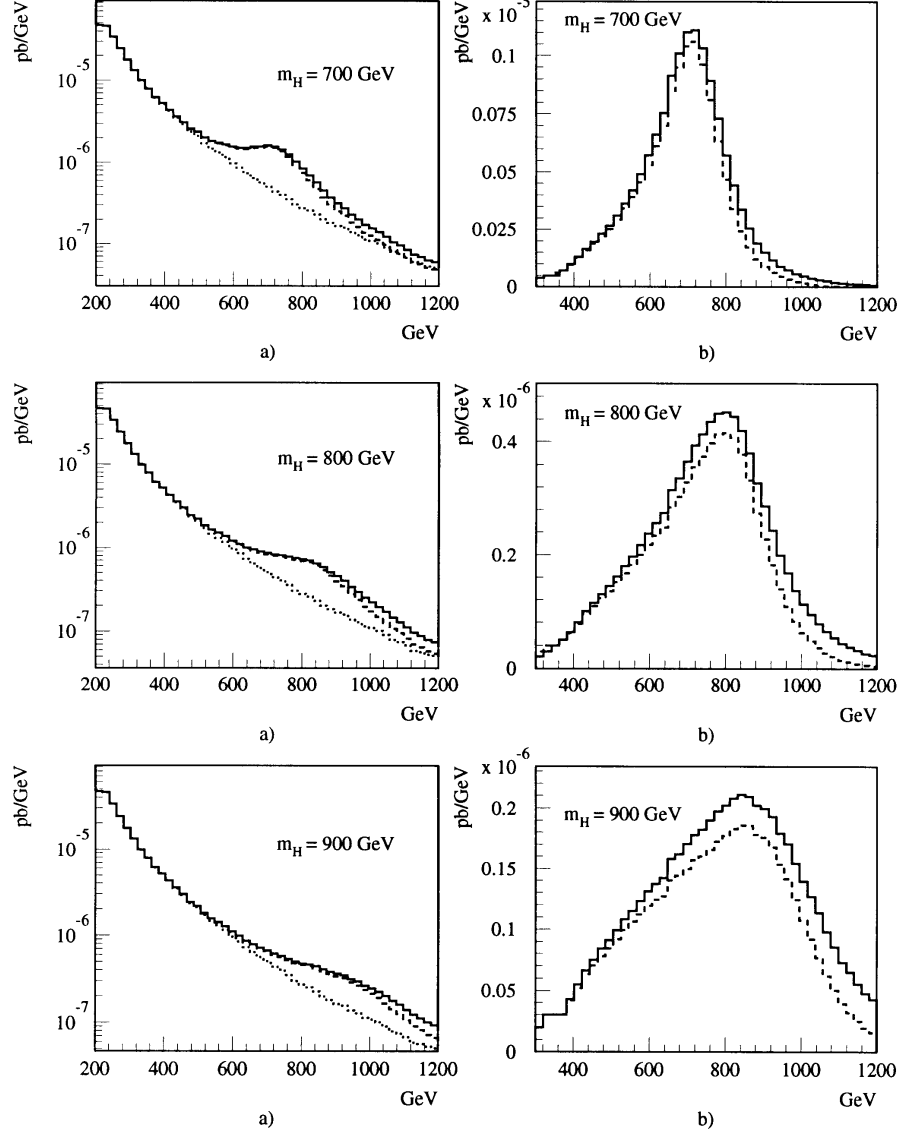 pb/GeV
m_H = 700 GeV
10^-5
10^-6
10^-7
200 400 600 800 1000 1200
GeV
a)
pb/GeV
x 10^-3
m_H = 700 GeV
0.1
0.075
0.05
0.025
0
400 600 800 1000 1200
GeV
b)
pb/GeV
m_H = 800 GeV
10^-5
10^-6
10^-7
200 400 600 800 1000 1200
GeV
a)
pb/GeV
x 10^-6
m_H = 800 GeV
0.4
0.2
0
400 600 800 1000 1200
GeV
b)
pb/GeV
m_H = 900 GeV
10^-5
10^-6
10^-7
200 400 600 800 1000 1200
GeV
a)
pb/GeV
x 10^-6
m_H = 900 GeV
0.2
0.15
0.1
0.05
0
400 600 800 1000 1200
GeV
b)